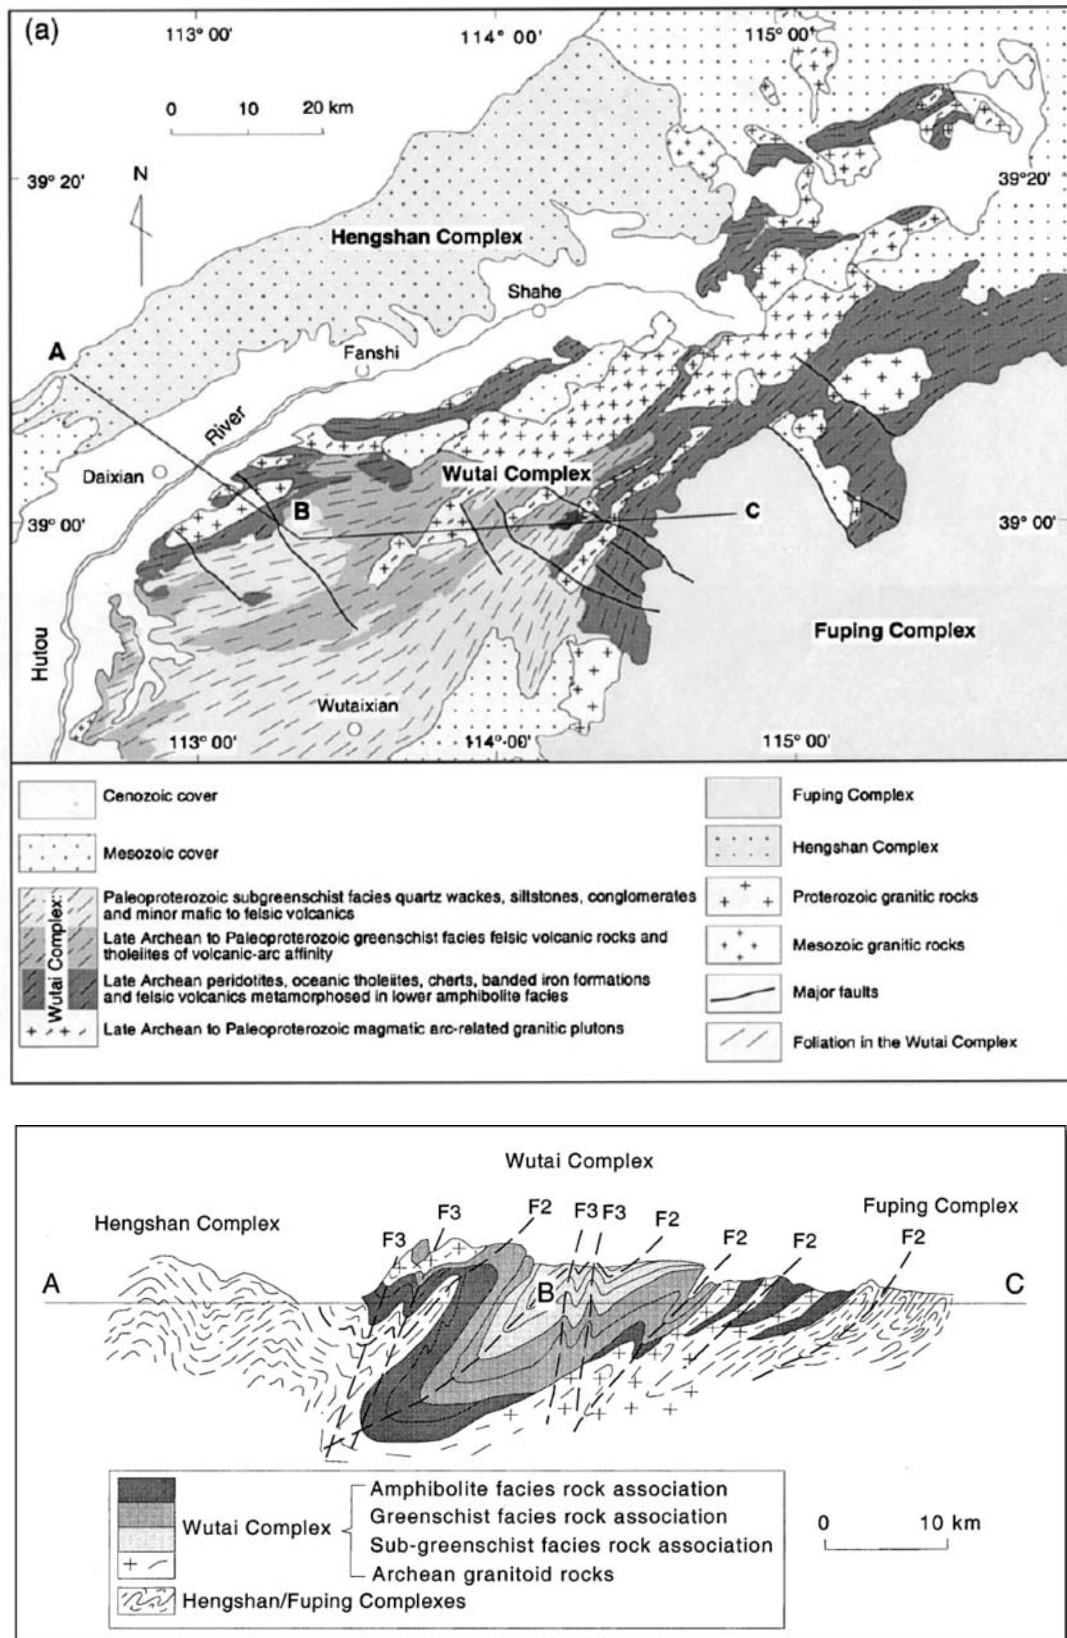 (a)
113° 00'
114° 00'
115° 00'
0 10 20 km
N
39° 20'
39° 20'
Hengshan Complex
Shahe
A
Fanshi
River
Daixian
Wutai Complex
B
C
39° 00'
39° 00'
Fuping Complex
Hutou
Wutaixian
113° 00'
114° 00'
115° 00'
Cenozoic cover
Mesozoic cover
Wutai Complex:
Paleoproterozoic subgreenschist facies quartz wackes, siltstones, conglomerates
and minor mafic to felsic volcanics
Late Archean to Paleoproterozoic greenschist facies felsic volcanic rocks and
tholeiites of volcanic-arc affinity
Late Archean peridotites, oceanic tholeiites, cherts, banded iron formations
and felsic volcanics metamorphosed in lower amphibolite facies
Late Archean to Paleoproterozoic magmatic arc-related granitic plutons
Fuping Complex
Hengshan Complex
Proterozoic granitic rocks
Mesozoic granitic rocks
Major faults
Foliation in the Wutai Complex
Wutai Complex
Hengshan Complex
Fuping Complex
F3
F3
F2
F3
F3
F2
F2
F2
F2
A
B
C
Wutai Complex
Amphibolite facies rock association
Greenschist facies rock association
Sub-greenschist facies rock association
Archean granitoid rocks
Hengshan/Fuping Complexes
0 10 km